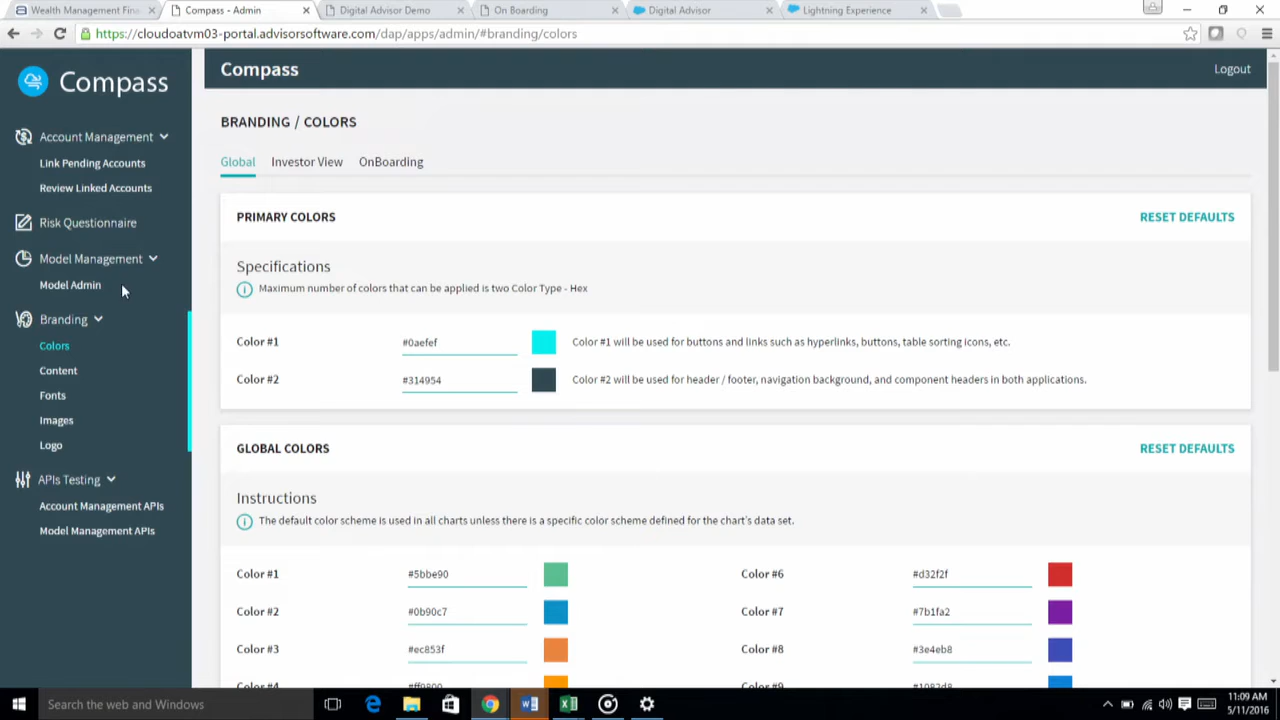 Wealth Management Fina
Compass - Admin
Digital Advisor Demo
On Boarding
Digital Advisor
Lightning Experience
https://cloudoatvm03-portal.advisorsoftware.com/dap/apps/admin/#branding/colors
Compass
Compass
Logout
Account Management
Link Pending Accounts
Review Linked Accounts
Risk Questionnaire
Model Management
Model Admin
Branding
Colors
Content
Fonts
Images
Logo
APIs Testing
Account Management APIs
Model Management APIs
BRANDING / COLORS
Global Investor View OnBoarding
PRIMARY COLORS RESET DEFAULTS
Specifications
Maximum number of colors that can be applied is two Color Type - Hex
Color #1 #0aefef Color #1 will be used for buttons and links such as hyperlinks, buttons, table sorting icons, etc.
Color #2 #314954 Color #2 will be used for header / footer, navigation background, and component headers in both applications.
GLOBAL COLORS RESET DEFAULTS
Instructions
The default color scheme is used in all charts unless there is a specific color scheme defined for the chart's data set.
Color #1 #5bbe90 Color #6 #d32f2f
Color #2 #0b90c7 Color #7 #7b1fa2
Color #3 #ec853f Color #8 #3e4eb8
Color #4 #ff9800 Color #9 #1982d8
Search the web and Windows
11:09 AM
5/11/2016